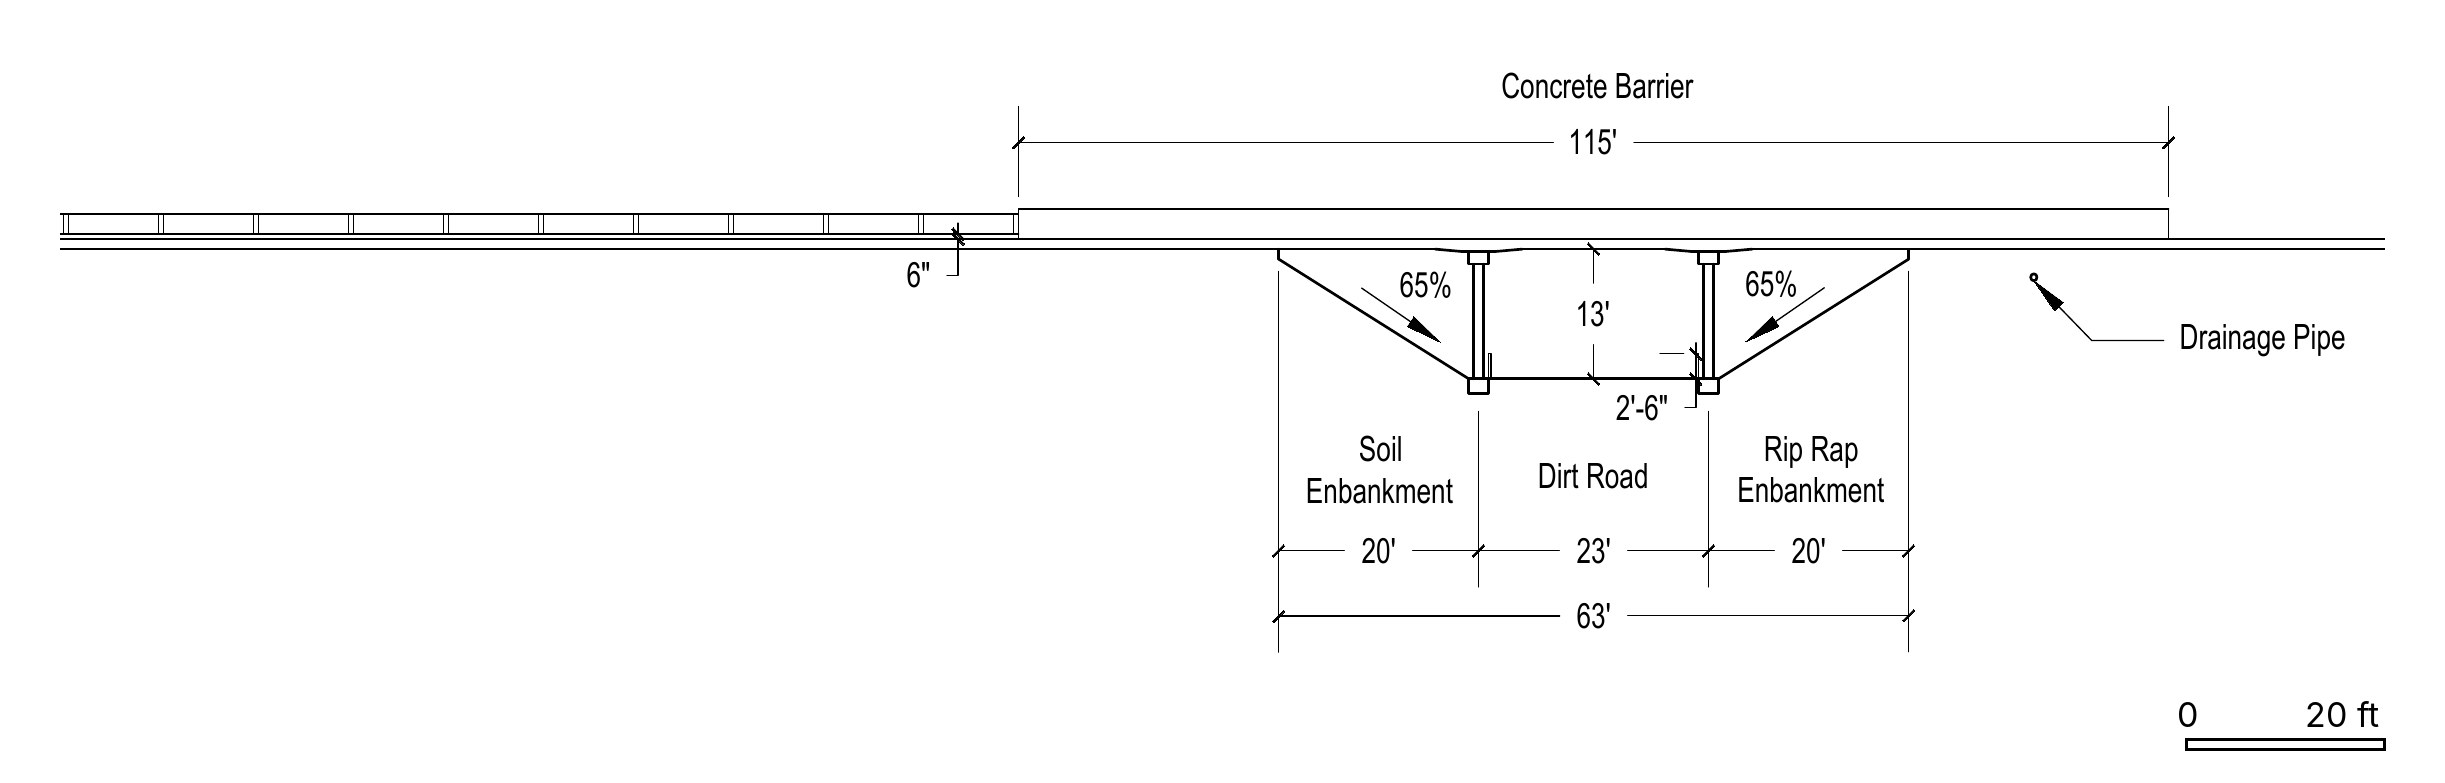 Concrete Barrier
115'
6"
65%
65%
13'
2'-6"
Drainage Pipe
Soil
Enbankment
Dirt Road
Rip Rap
Enbankment
20'
23'
20'
63'
0
20 ft